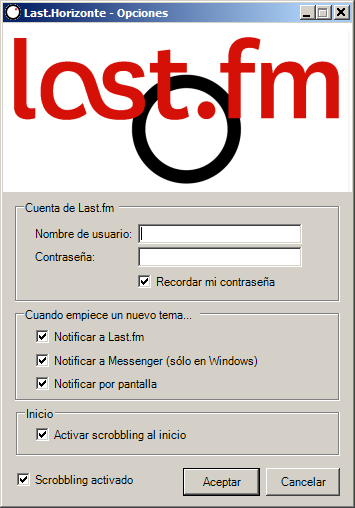 Last.Horizonte - Opciones
last.fm
Cuenta de Last.fm
Nombre de usuario:
Contraseña:
Recordar mi contraseña
Cuando empiece un nuevo tema...
Notificar a Last.fm
Notificar a Messenger (sólo en Windows)
Notificar por pantalla
Inicio
Activar scrobbling al inicio
Scrobbling activado
Aceptar
Cancelar